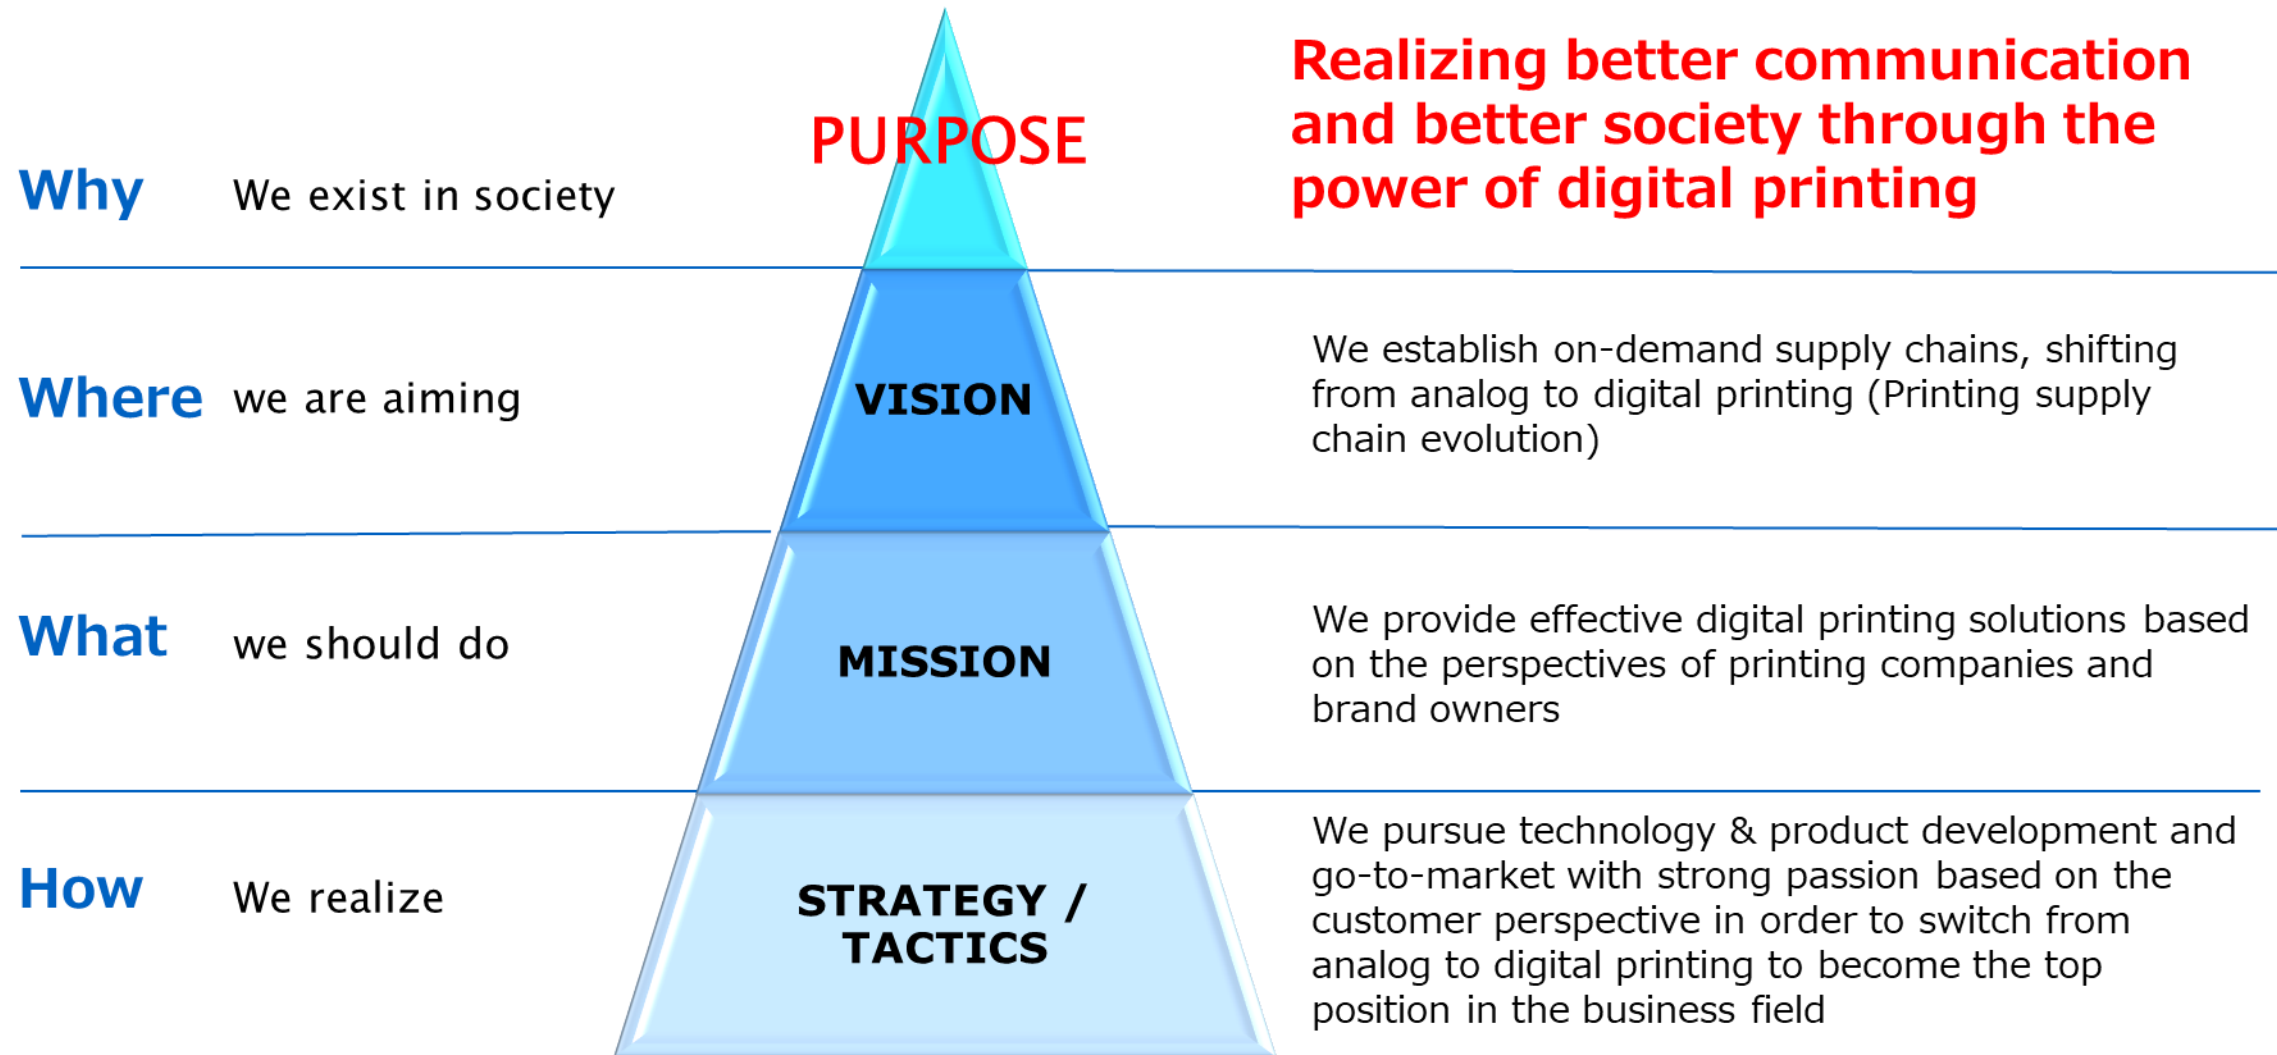 Why We exist in society
PURPOSE
Realizing better communication
and better society through the
power of digital printing
Where we are aiming
VISION
We establish on-demand supply chains, shifting
from analog to digital printing (Printing supply
chain evolution)
What we should do
MISSION
We provide effective digital printing solutions based
on the perspectives of printing companies and
brand owners
How We realize
STRATEGY /
TACTICS
We pursue technology & product development and
go-to-market with strong passion based on the
customer perspective in order to switch from
analog to digital printing to become the top
position in the business field